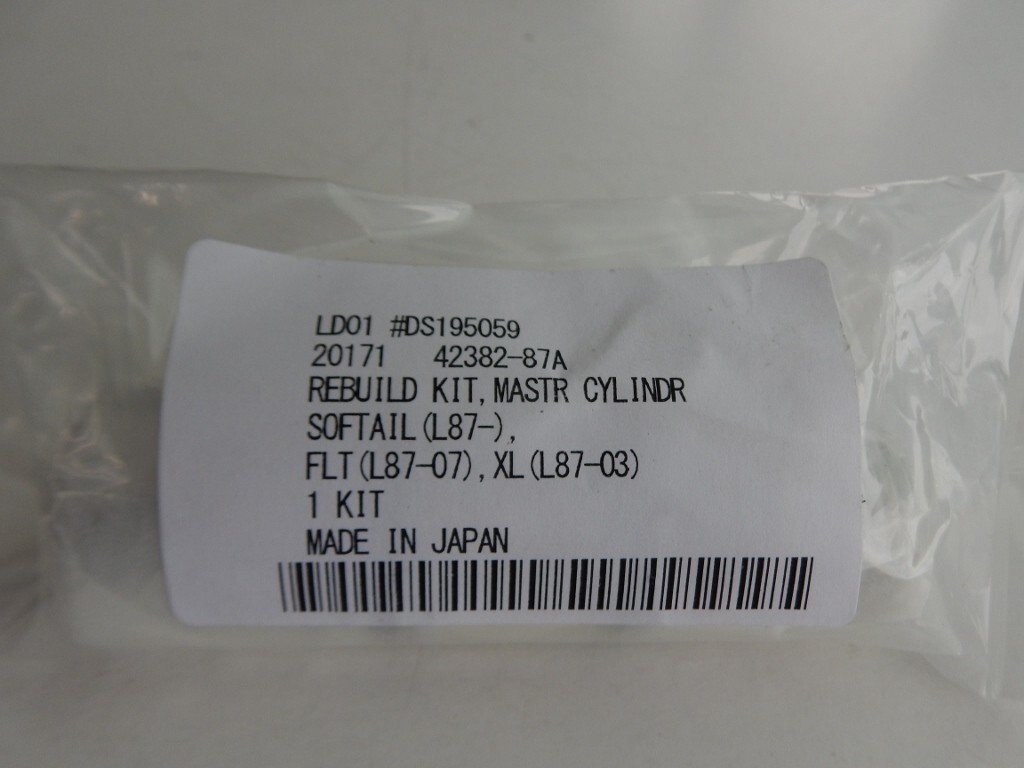 LD01 #DS195059
20171 42382-87A
REBUILD KIT,MASTR CYLINDR
SOFTAIL(L87-),
FLT(L87-07),XL(L87-03)
1 KIT
MADE IN JAPAN